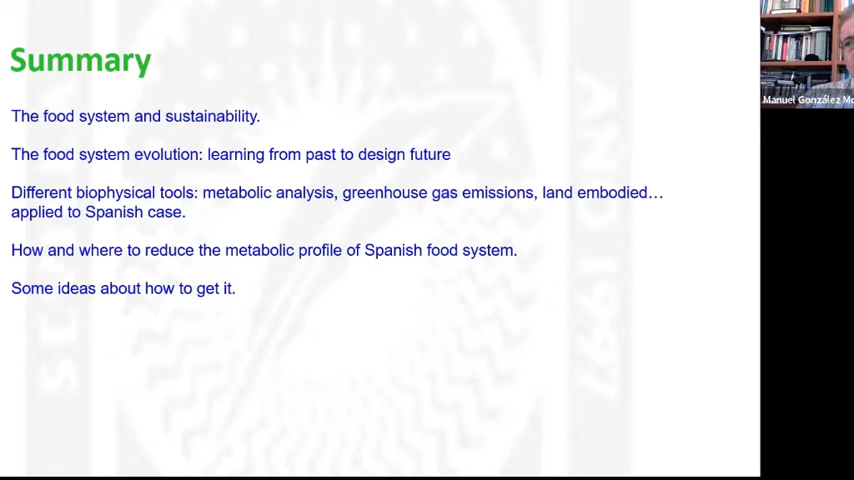 Summary
The food system and sustainability.
The food system evolution: learning from past to design future
Different biophysical tools: metabolic analysis, greenhouse gas emissions, land embodied…
applied to Spanish case.
How and where to reduce the metabolic profile of Spanish food system.
Some ideas about how to get it.
Manuel González Mo